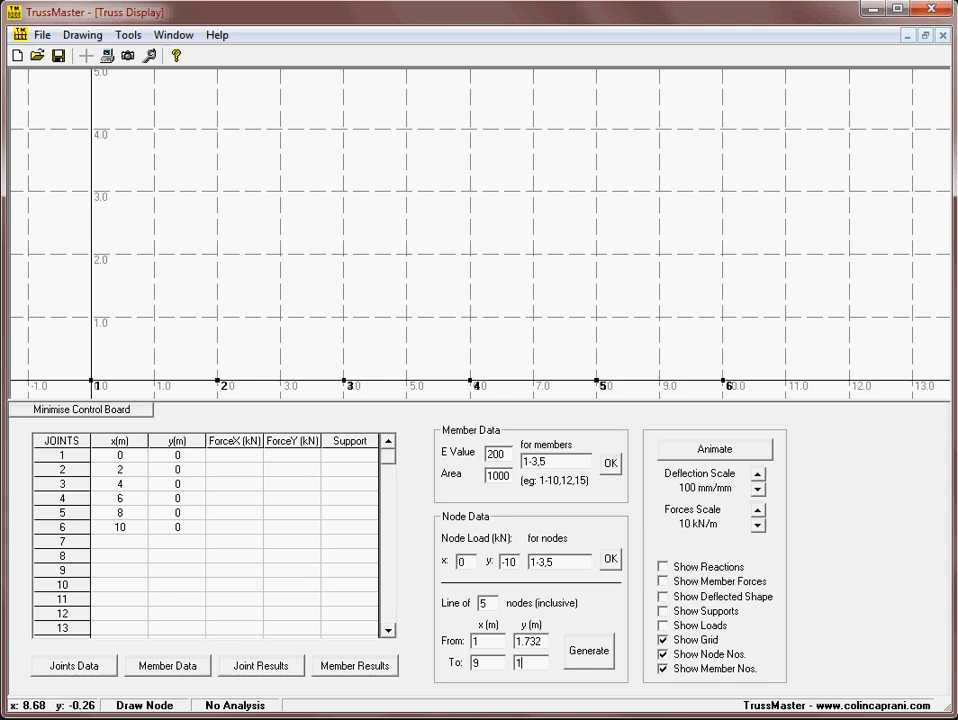 TrussMaster - [Truss Display]
File Drawing Tools Window Help
5.0
4.0
3.0
2.0
1.0
-1.0 1 1.0 2 3.0 3 5.0 4 7.0 5 9.0 6 11.0 12.0 13.0
Minimise Control Board
JOINTS x(m) y(m) ForceX (kN) ForceY (kN) Support
1 0 0
2 2 0
3 4 0
4 6 0
5 8 0
6 10 0
7
8
9
10
11
12
13
Joints Data Member Data Joint Results Member Results
Member Data
E Value 200 for members
1-3,5 OK
Area 1000 (eg: 1-10,12,15)
Node Data
Node Load (kN): for nodes
x: 0 y: -10 1-3,5 OK
Line of 5 nodes (inclusive)
x (m) y (m)
From: 1 1.732
To: 9 1
Generate
Animate
Deflection Scale
100 mm/mm
Forces Scale
10 kN/m
Show Reactions
Show Member Forces
Show Deflected Shape
Show Supports
Show Loads
Show Grid
Show Node Nos.
Show Member Nos.
x: 8.68 y: -0.26 Draw Node No Analysis TrussMaster - www.colincaprani.com